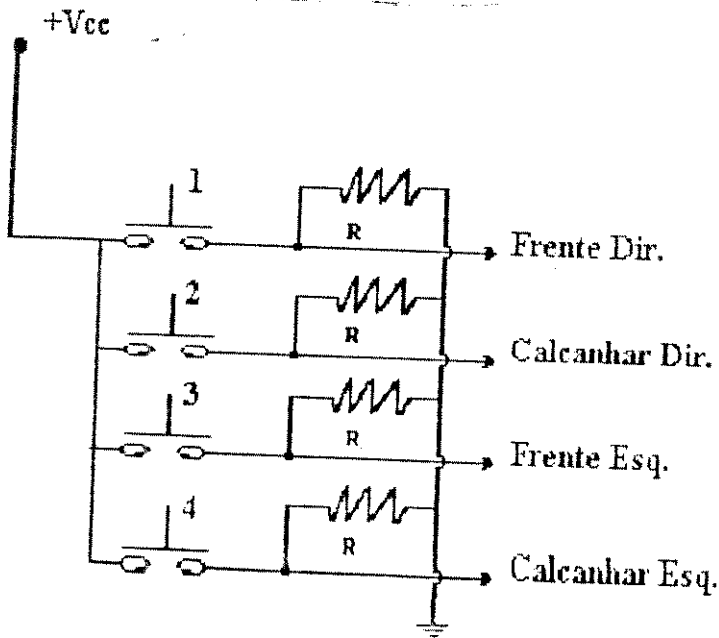 +Vcc
1
R
Frente Dir.
2
R
Calcanhar Dir.
3
R
Frente Esq.
4
R
Calcanhar Esq.